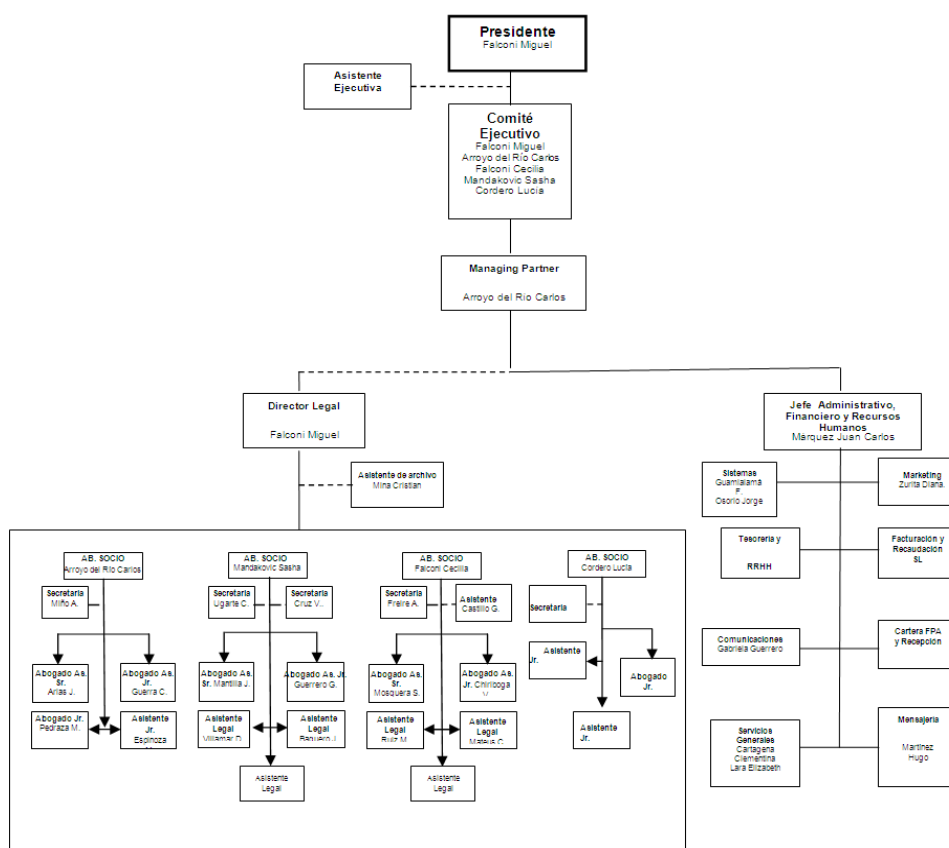 Presidente
Falconi Miguel
Asistente
Ejecutiva
Comité
Ejecutivo
Falconi Miguel
Arroyo del Río Carlos
Falconi Cecilia
Mandakovic Sasha
Cordero Lucia
Managing Partner
Arroyo del Rio Carlos
Director Legal
Falconi Miguel
Jefe Administrativo,
Financiero y Recursos
Humanos
Marquez Juan Carlos
Asistente de archivo
Mina Cristian
Sistemas
Guamialamá
P.
Osorio Jorge
Marketing
Zurita Diana.
Tesoreria y
RRHH
Facturación y
Recaudación
SL
Comunicaciones
Gabriela Guerrero
Cartera FPA
y Recepción
Servicios
Generales
Cartagena
Clementina
Lara Elizabeth
Mensajería
Martínez
Hugo
AB. SOCIO
Arroyo del Río Carlos
Secretaria
Miño A.
Abogado As.
Sr.
Arias J.
Abogado As.
Jr.
Guerra C.
Abogado Jr.
Pedraza M.
Asistente
Jr.
Espinoza
AB. SOCIO
Mandakovic Sasha
Secretaria
Ugarte C.
Secretaria
Cruz V..
Abogado As.
Sr. Mantilla J.
Abogado As. Jr.
Guerrero G.
Asistente
Legal
Villamar D.
Asistente
Legal
Baquero J.
Asistente
Legal
AB. SOCIO
Falconi Cecilia
Secretaria
Freire A.
Asistente
Castillo G.
Abogado As.
Sr.
Mosquera S.
Abogado As.
Jr. Chiriboga
V.
Asistente
Legal
Ruiz M.
Asistente
Legal
Mateus C.
Asistente
Legal
AB. SOCIO
Cordero Lucia
Secretaria
Asistente
Jr.
Abogado
Jr.
Asistente
Jr.